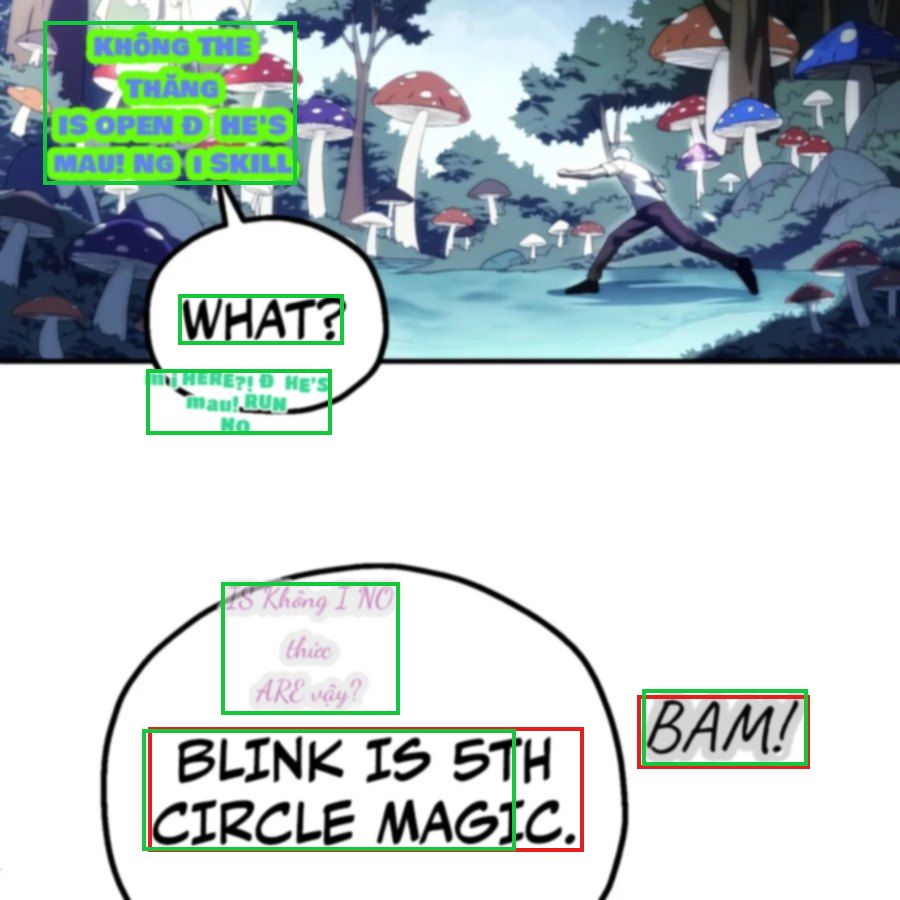 KHÔNG THE
THĂNG
IS OPEN Đ HE'S
MAU! NG I SKILL
WHAT?
mị HERE?! Đ HE'S
mau! RUN
NO
IS Không I NO
thức
ARE vậy?
BAM!
BLINK IS 5TH
CIRCLE MAGIC.